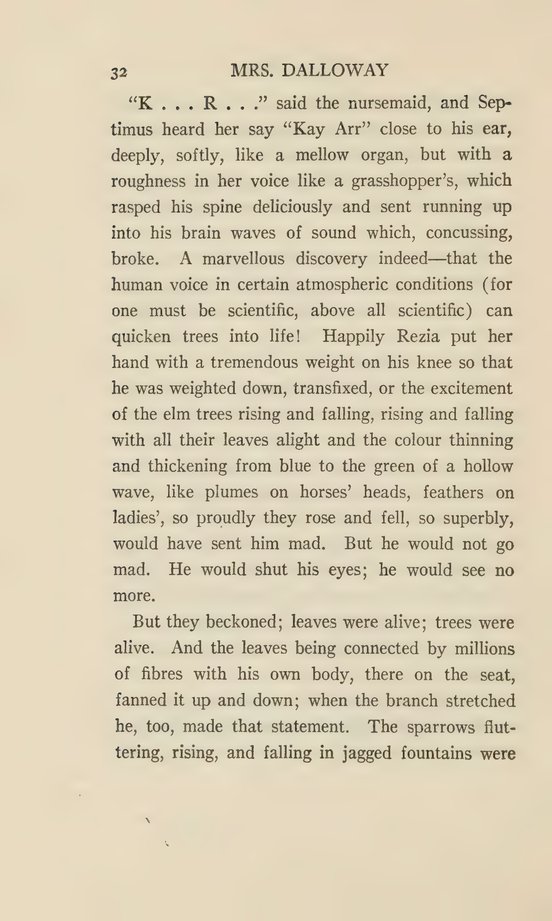 32 MRS. DALLOWAY
“K . . . R . . .” said the nursemaid, and Sep-
timus heard her say “Kay Arr” close to his ear,
deeply, softly, like a mellow organ, but with a
roughness in her voice like a grasshopper’s, which
rasped his spine deliciously and sent running up
into his brain waves of sound which, concussing,
broke. A marvellous discovery indeed—that the
human voice in certain atmospheric conditions (for
one must be scientific, above all scientific) can
quicken trees into life! Happily Rezia put her
hand with a tremendous weight on his knee so that
he was weighted down, transfixed, or the excitement
of the elm trees rising and falling, rising and falling
with all their leaves alight and the colour thinning
and thickening from blue to the green of a hollow
wave, like plumes on horses’ heads, feathers on
ladies’, so proudly they rose and fell, so superbly,
would have sent him mad. But he would not go
mad. He would shut his eyes; he would see no
more.
But they beckoned; leaves were alive; trees were
alive. And the leaves being connected by millions
of fibres with his own body, there on the seat,
fanned it up and down; when the branch stretched
he, too, made that statement. The sparrows flut-
tering, rising, and falling in jagged fountains were